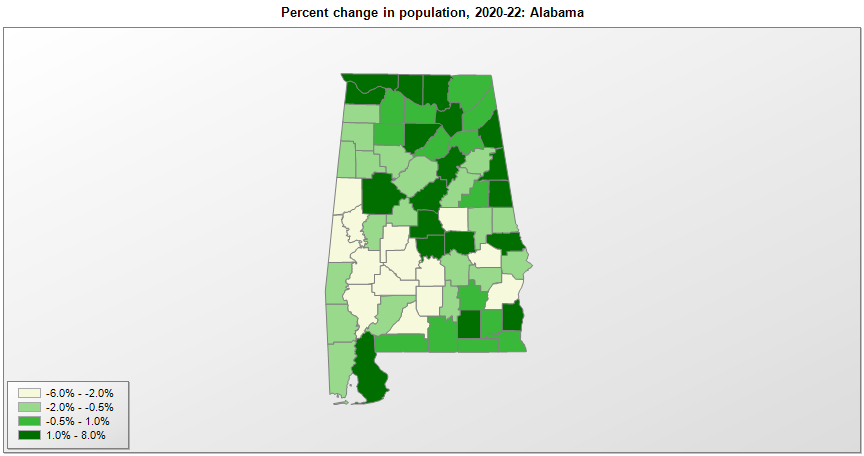 Percent change in population, 2020-22: Alabama
-6.0% - -2.0%
-2.0% - -0.5%
-0.5% - 1.0%
1.0% - 8.0%